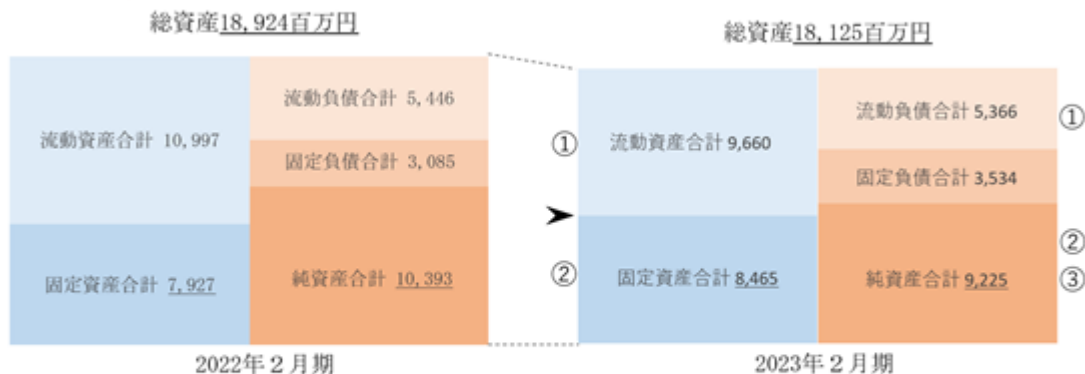 総資産18,924百万円
流動資産合計 10,997
固定資産合計 7,927
流動負債合計 5,446
固定負債合計 3,085
純資産合計 10,393
2022年２月期
➤
総資産18,125百万円
①
流動資産合計 9,660
②
固定資産合計 8,465
流動負債合計 5,366
①
固定負債合計 3,534
純資産合計 9,225
②
③
2023年２月期